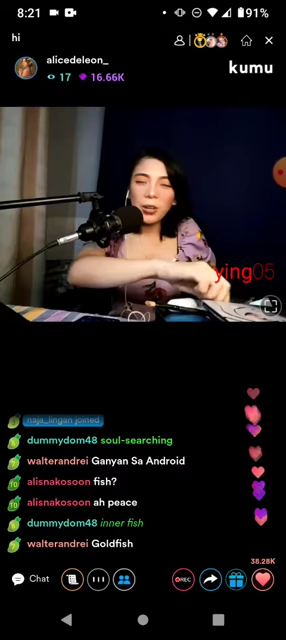 8:21
91%
hi
alicedeleon_
17
16.66K
kumu
ying05
naja_lingan joined
dummydom48 soul-searching
walterandrei Ganyan Sa Android
alisnakosoon fish?
alisnakosoon ah peace
dummydom48 inner fish
walterandrei Goldfish
38.28K
Chat
REC